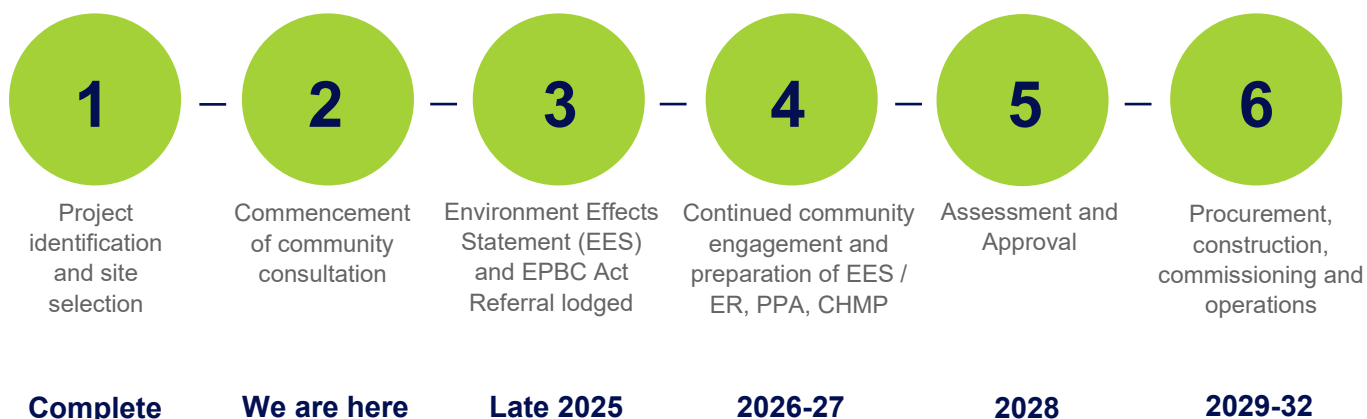 1
2
3
4
5
6
Project
identification
and site
selection
Commencement
of community
consultation
Environment Effects
Statement (EES)
and EPBC Act
Referral lodged
Continued community
engagement and
preparation of EES /
ER, PPA, CHMP
Assessment and
Approval
Procurement,
construction,
commissioning and
operations
Complete
We are here
Late 2025
2026-27
2028
2029-32